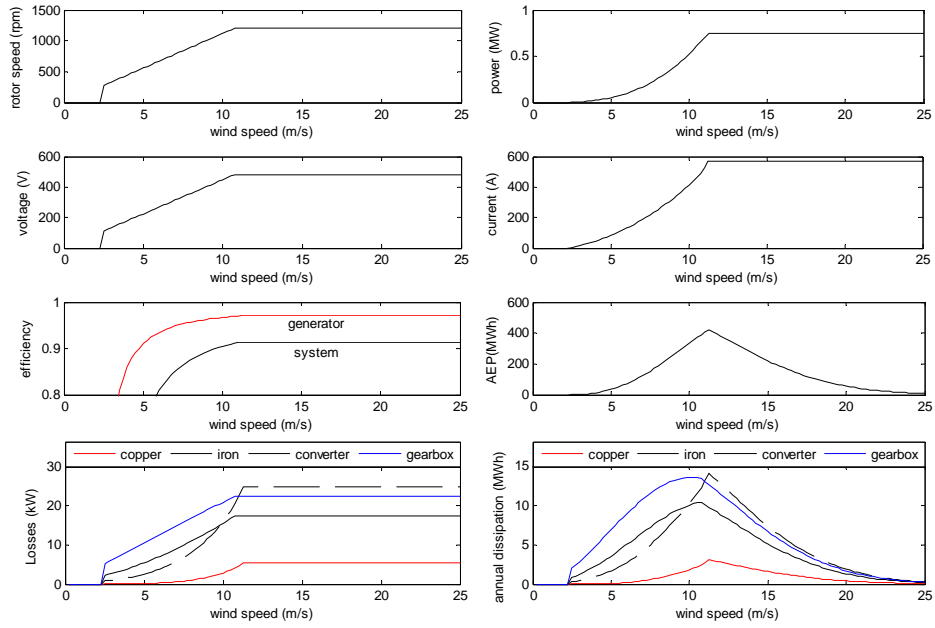 rotor speed (rpm)
1500
1000
500
0
0 5 10 15 20 25
wind speed (m/s)
power (MW)
1
0.5
0
0 5 10 15 20 25
wind speed (m/s)
voltage (V)
600
400
200
0
0 5 10 15 20 25
wind speed (m/s)
current (A)
600
400
200
0
0 5 10 15 20 25
wind speed (m/s)
efficiency
1
0.9
0.8
generator
system
0 5 10 15 20 25
wind speed (m/s)
AEP(MWh)
600
400
200
0
0 5 10 15 20 25
wind speed (m/s)
Losses (kW)
copper iron converter gearbox
30
20
10
0
0 5 10 15 20 25
wind speed (m/s)
annual dissipation (MWh)
copper iron converter gearbox
15
10
5
0
0 5 10 15 20 25
wind speed (m/s)